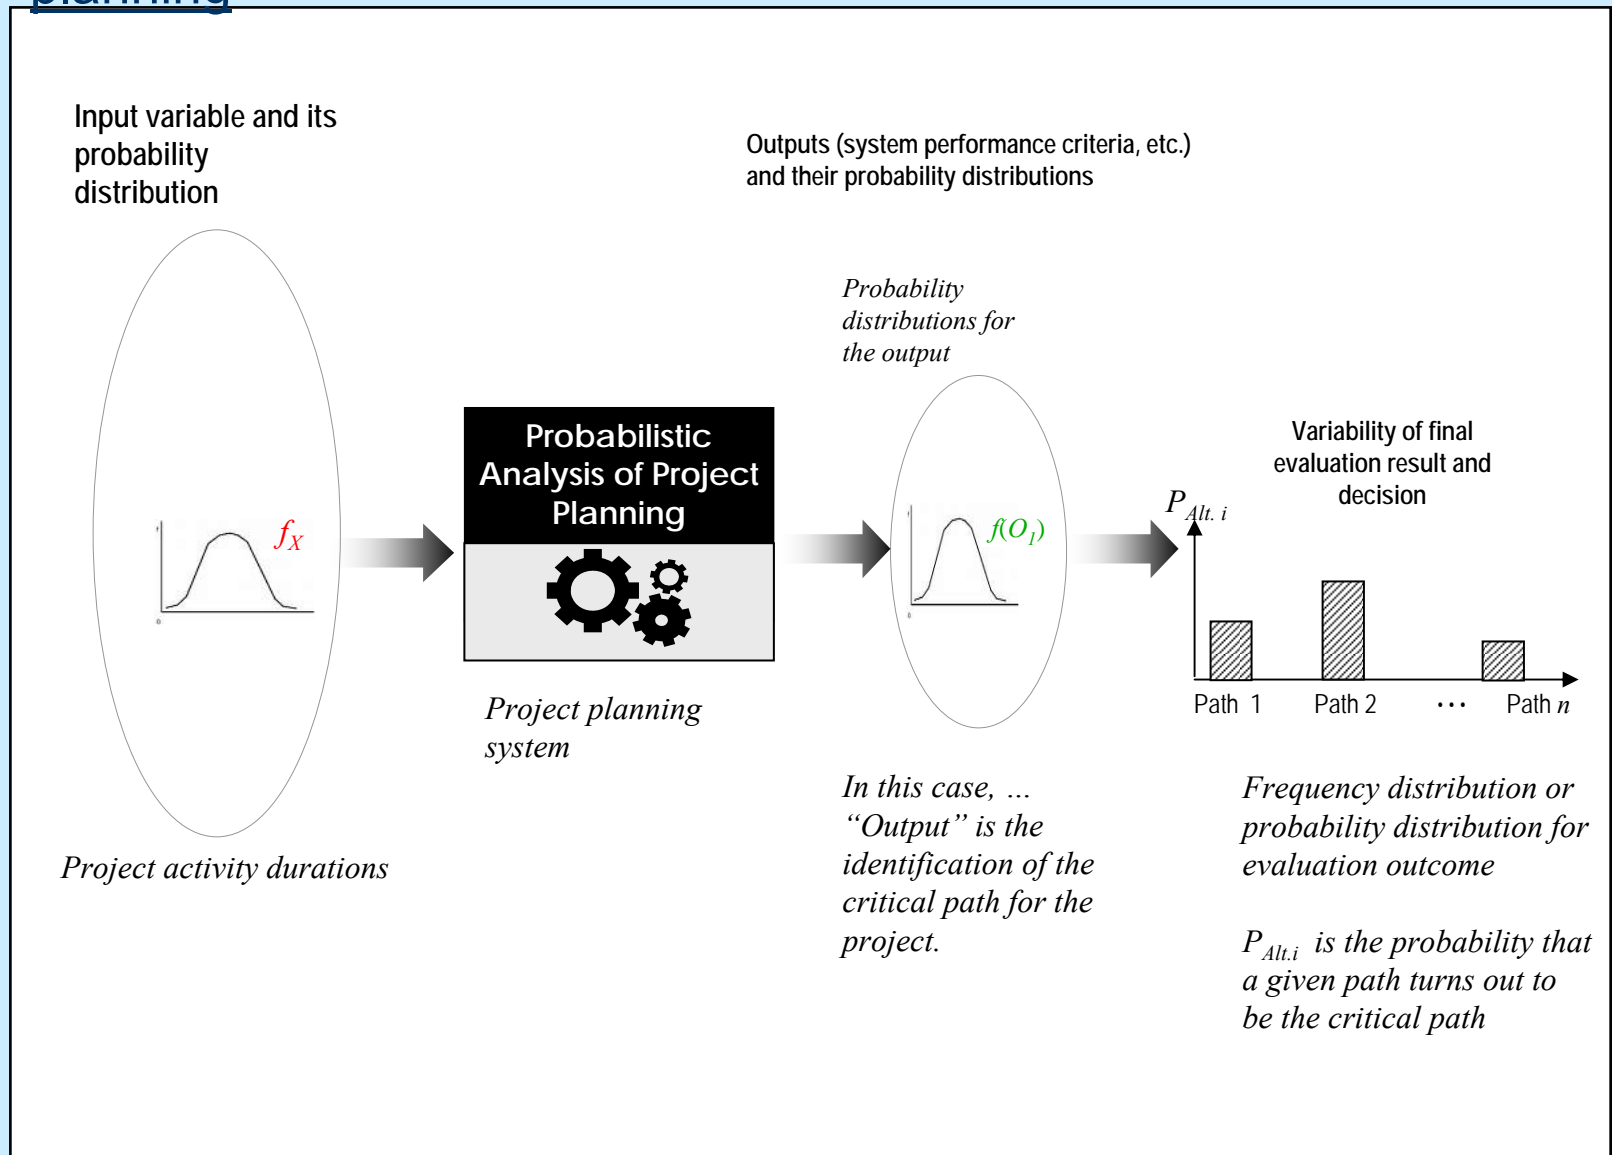 planning
Input variable and its
probability
distribution
Outputs (system performance criteria, etc.)
and their probability distributions
Probability
distributions for
the output
Probabilistic
Analysis of Project
Planning
Variability of final
evaluation result and
decision
f_X
f(O_1)
P_Alt. i
Path 1 Path 2 ... Path n
Project planning
system
Project activity durations
In this case, ...
“Output” is the
identification of the
critical path for the
project.
Frequency distribution or
probability distribution for
evaluation outcome
P_Alt.i is the probability that
a given path turns out to
be the critical path